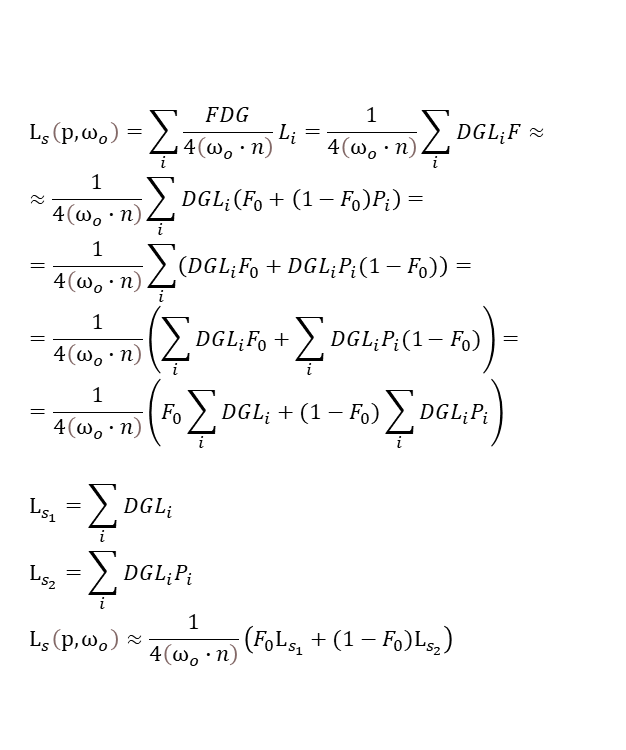 L_s(p,ω_o) = ∑_i FDG/4(ω_o · n) L_i = 1/4(ω_o · n) ∑_i DGL_iF ≈
≈ 1/4(ω_o · n) ∑_i DGL_i(F_0 + (1 − F_0)P_i) =
= 1/4(ω_o · n) ∑_i (DGL_iF_0 + DGL_iP_i(1 − F_0)) =
= 1/4(ω_o · n) (∑_i DGL_iF_0 + ∑_i DGL_iP_i(1 − F_0)) =
= 1/4(ω_o · n) (F_0 ∑_i DGL_i + (1 − F_0) ∑_i DGL_iP_i)
L_{s_1} = ∑_i DGL_i
L_{s_2} = ∑_i DGL_iP_i
L_s(p,ω_o) ≈ 1/4(ω_o · n) (F_0L_{s_1} + (1 − F_0)L_{s_2})